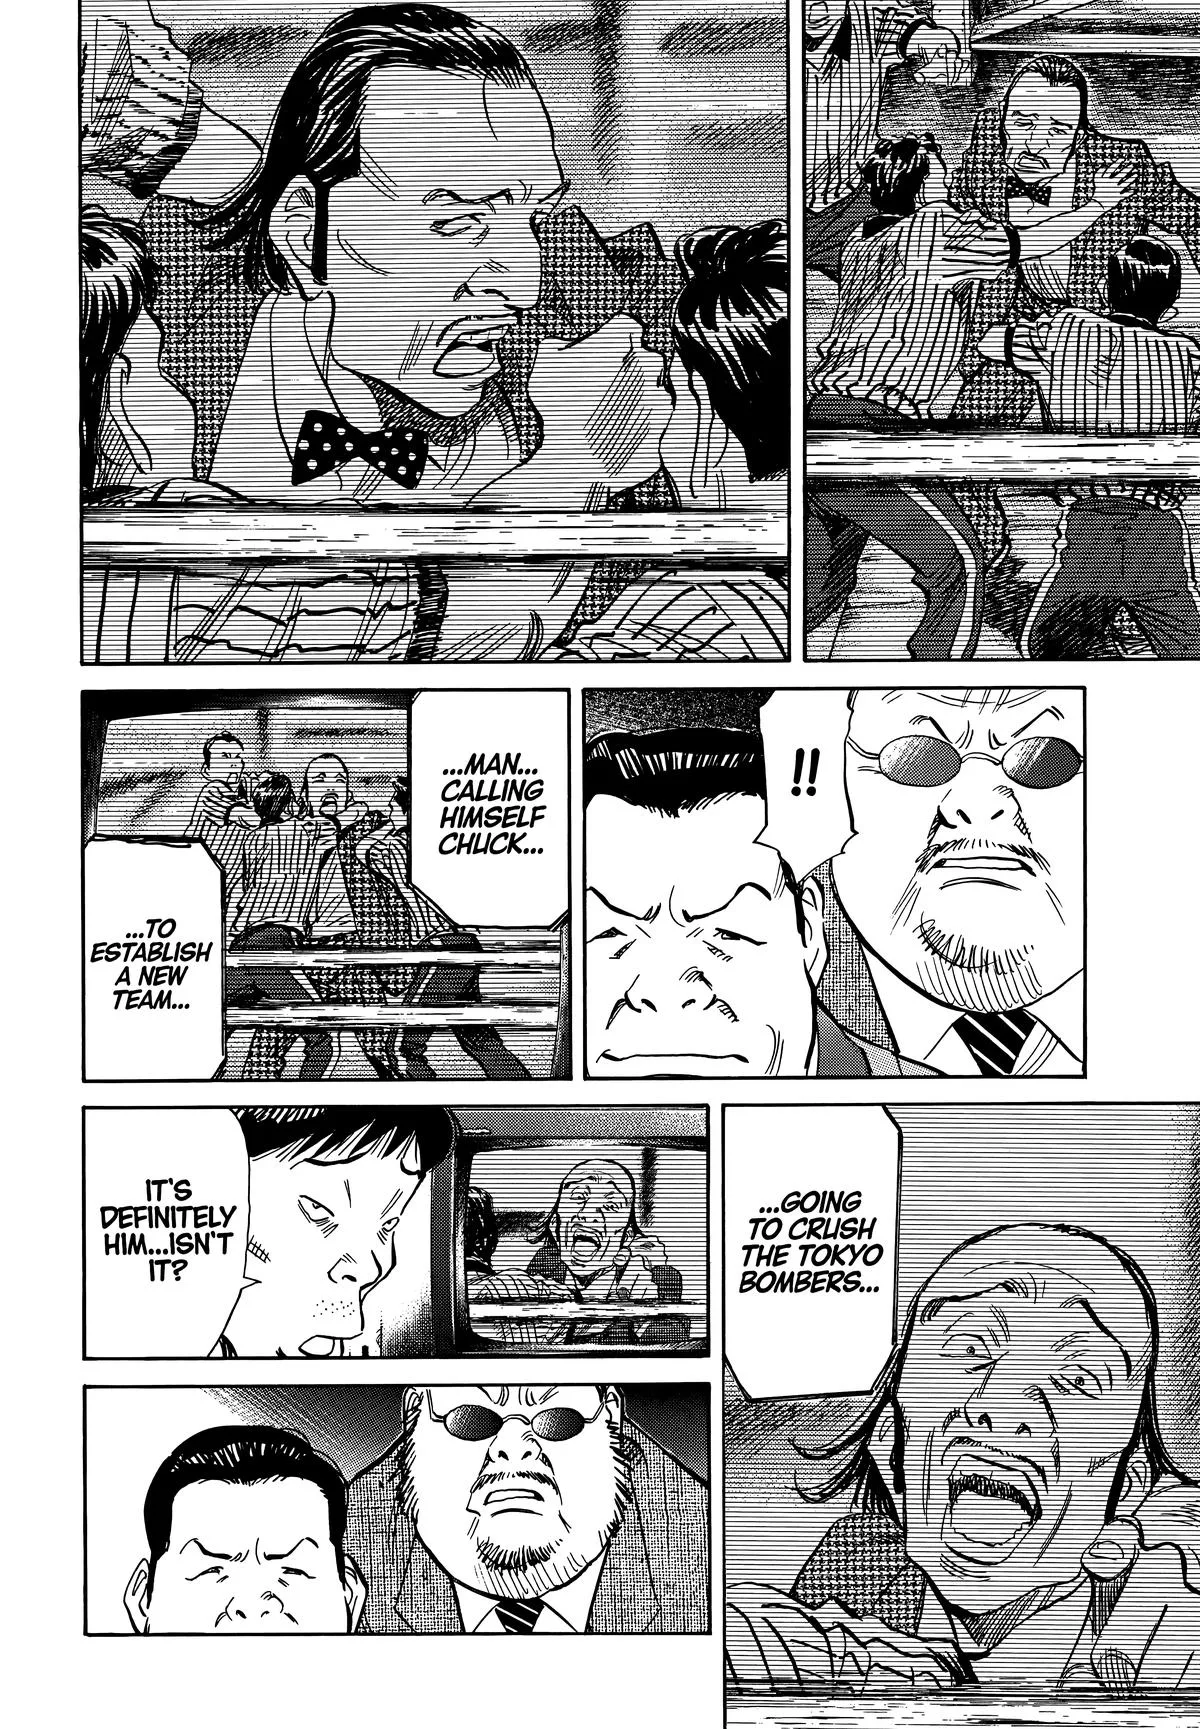 !!
...MAN...
CALLING
HIMSELF
CHUCK...
...TO
ESTABLISH
A NEW
TEAM...
...GOING
TO CRUSH
THE TOKYO
BOMBERS...
IT'S
DEFINITELY
HIM...ISN'T
IT?